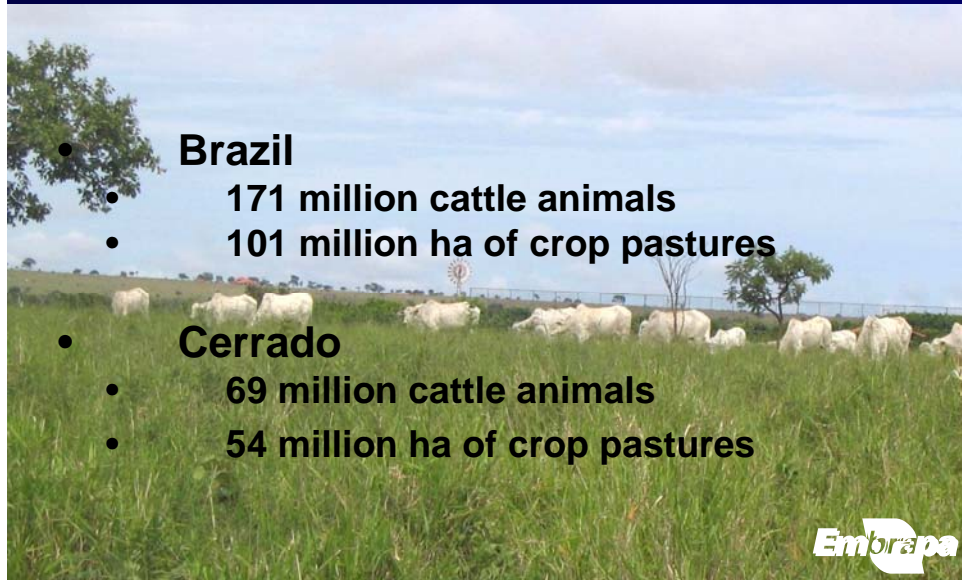 • Brazil
• 171 million cattle animals
• 101 million ha of crop pastures
• Cerrado
• 69 million cattle animals
• 54 million ha of crop pastures
Embrapa